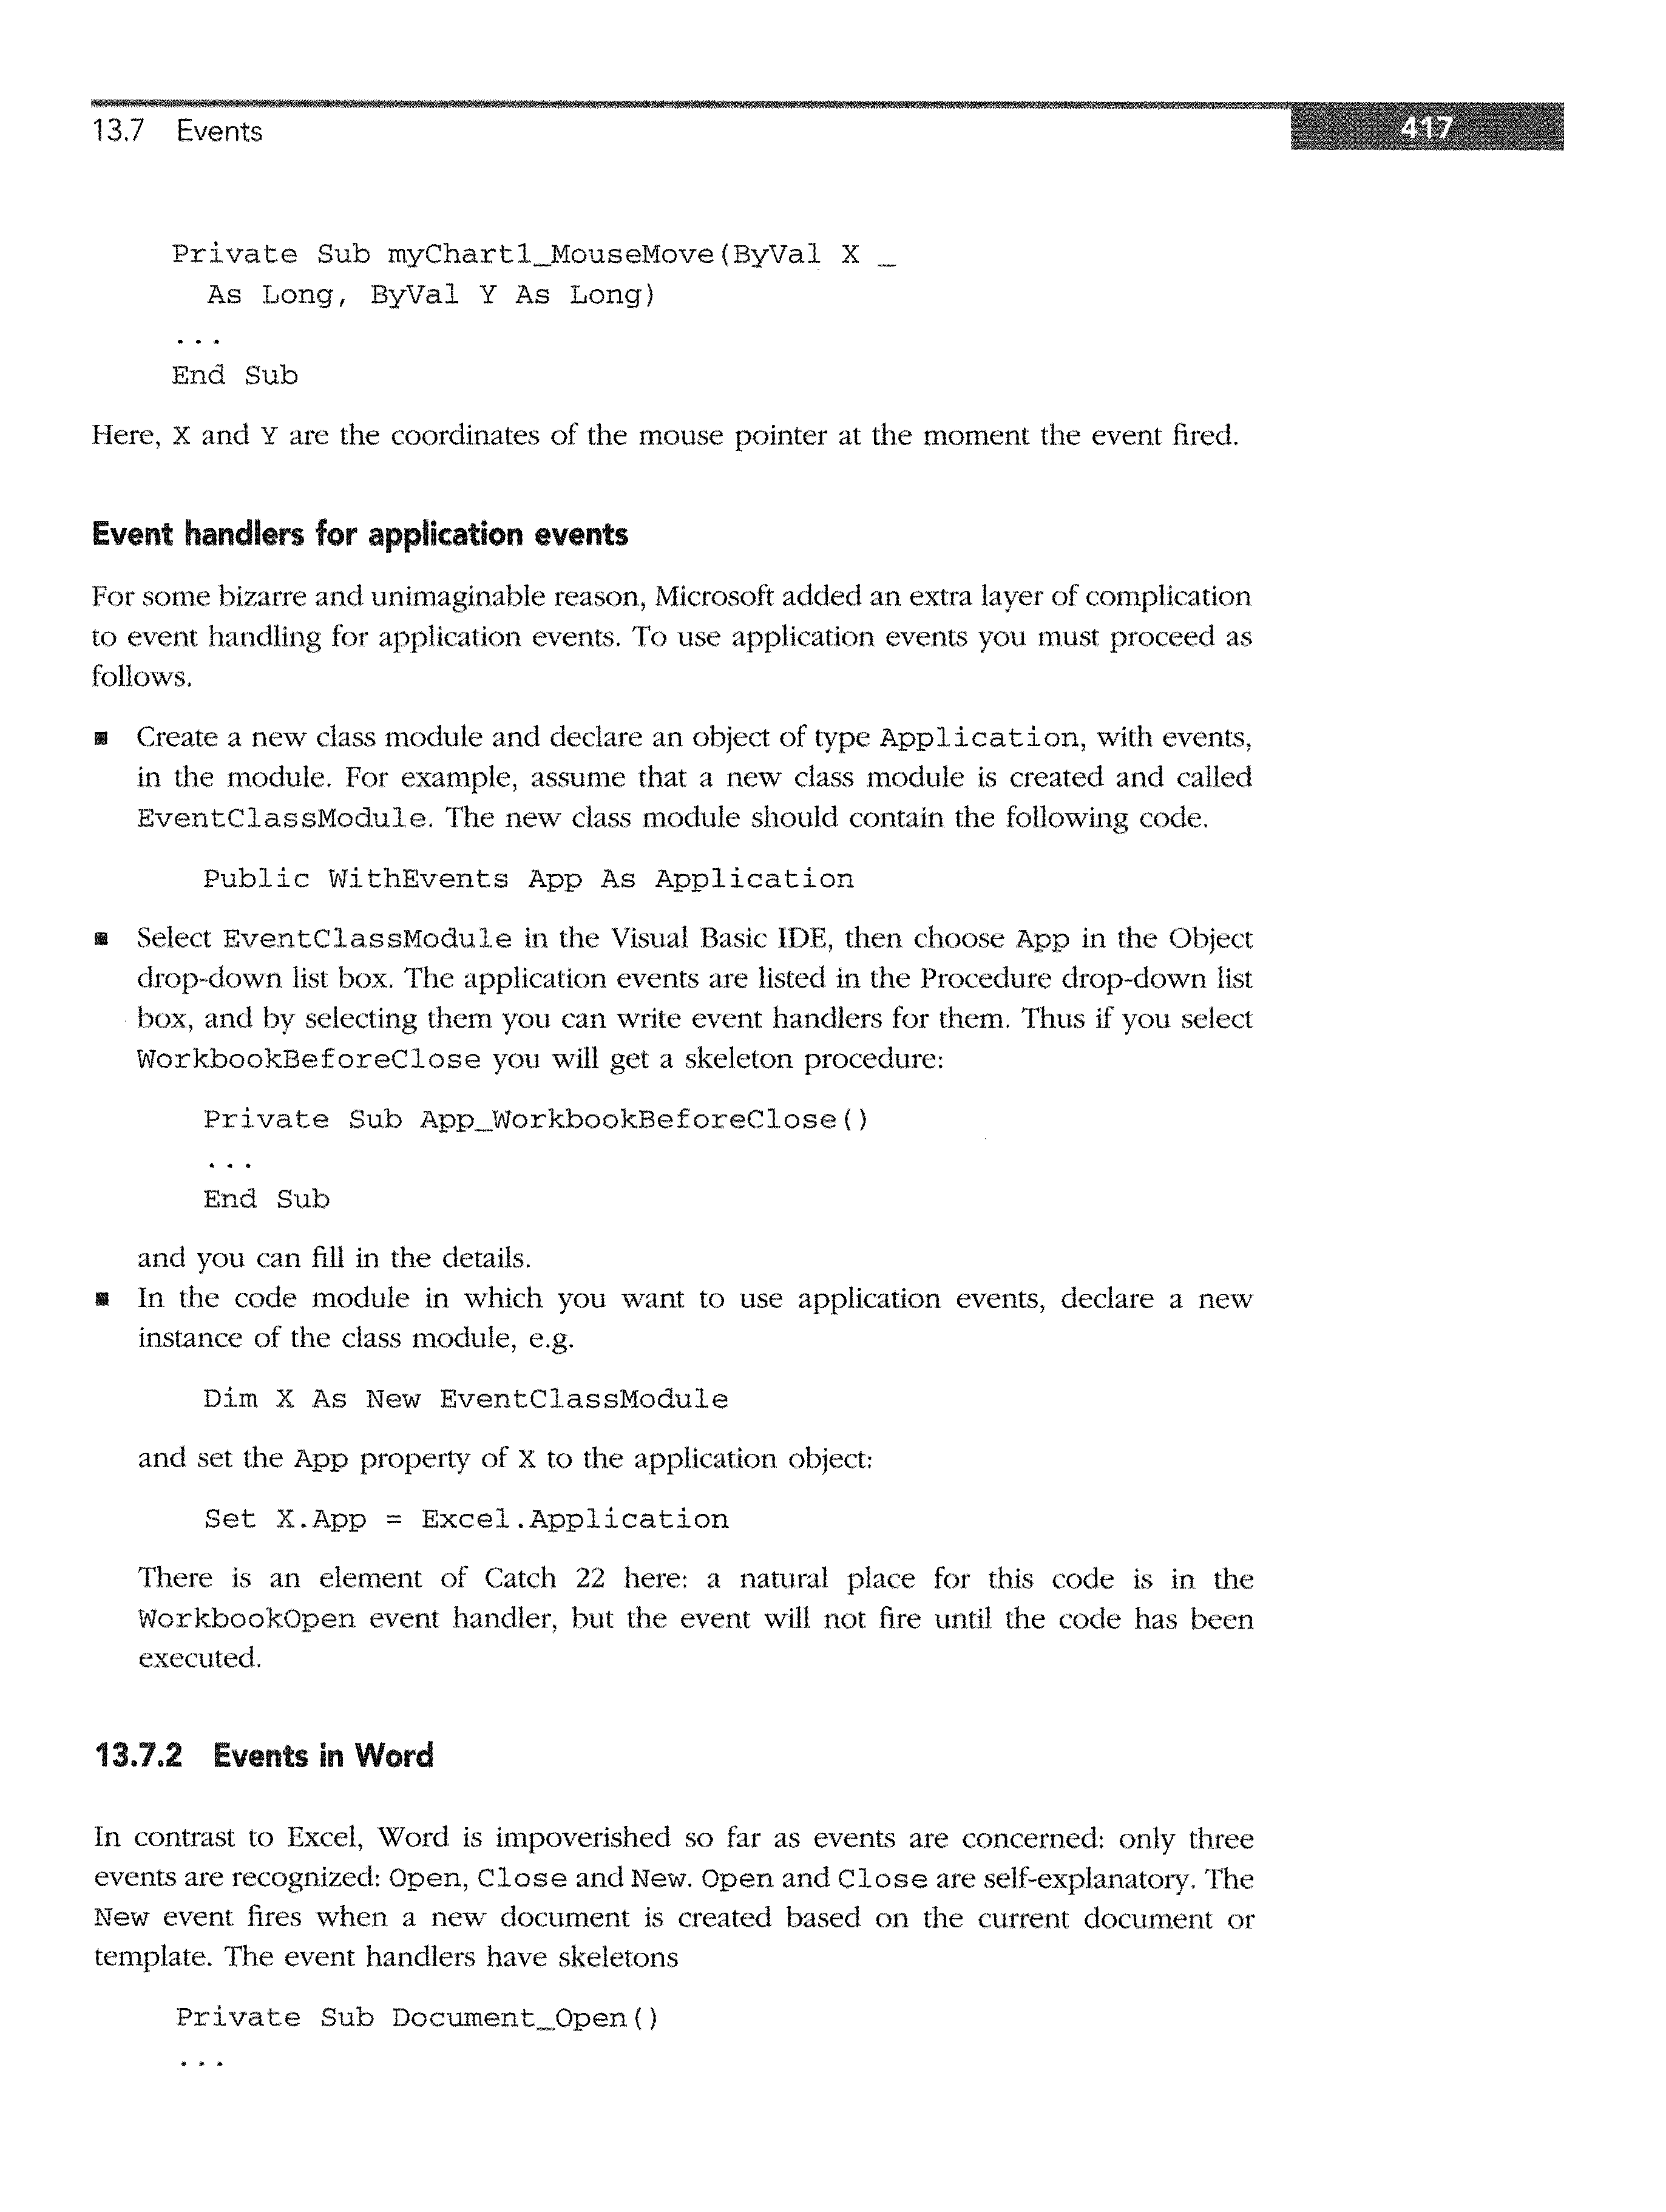 13.7 Events 417
Private Sub myChart1_MouseMove(ByVal X _
As Long, ByVal Y As Long)
...
End Sub
Here, X and Y are the coordinates of the mouse pointer at the moment the event fired.
Event handlers for application events
For some bizarre and unimaginable reason, Microsoft added an extra layer of complication
to event handling for application events. To use application events you must proceed as
follows.
■ Create a new class module and declare an object of type Application, with events,
in the module. For example, assume that a new class module is created and called
EventClassModule. The new class module should contain the following code.
Public WithEvents App As Application
■ Select EventClassModule in the Visual Basic IDE, then choose App in the Object
drop-down list box. The application events are listed in the Procedure drop-down list
box, and by selecting them you can write event handlers for them. Thus if you select
WorkbookBeforeClose you will get a skeleton procedure:
Private Sub App_WorkbookBeforeClose()
...
End Sub
and you can fill in the details.
■ In the code module in which you want to use application events, declare a new
instance of the class module, e.g.
Dim X As New EventClassModule
and set the App property of X to the application object:
Set X.App = Excel.Application
There is an element of Catch 22 here: a natural place for this code is in the
WorkbookOpen event handler, but the event will not fire until the code has been
executed.
13.7.2 Events in Word
In contrast to Excel, Word is impoverished so far as events are concerned: only three
events are recognized: Open, Close and New. Open and Close are self-explanatory. The
New event fires when a new document is created based on the current document or
template. The event handlers have skeletons
Private Sub Document_Open()
...